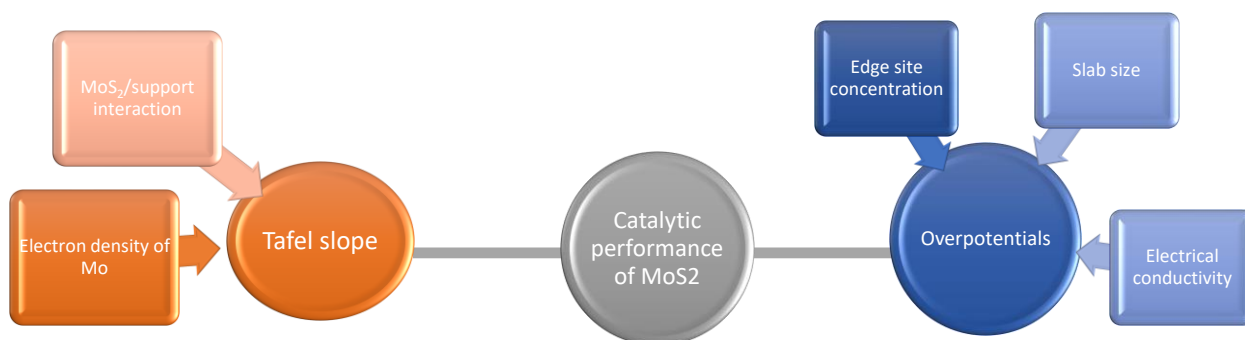 MoS₂/support
interaction
Electron density of
Mo
Tafel slope
Catalytic
performance
of MoS2
Edge site
concentration
Slab size
Overpotentials
Electrical
conductivity